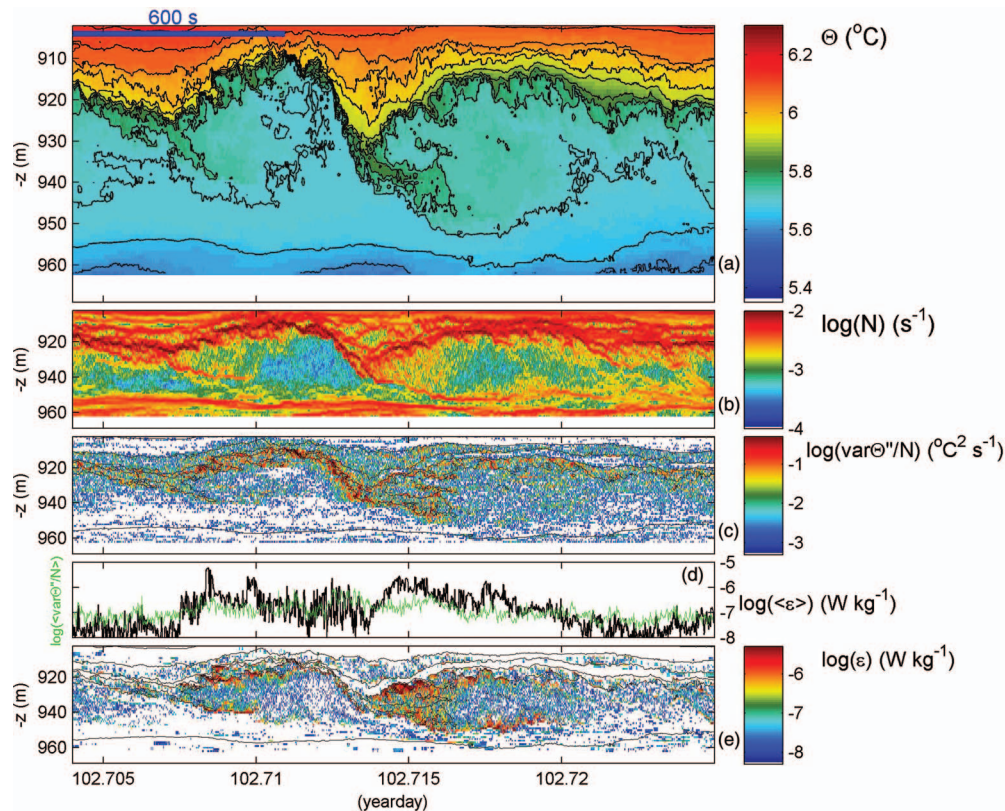 600 s
910
920
930
940
950
960
-z (m)
(a)
6.2
6
5.8
5.6
5.4
Θ (°C)
920
940
960
-z (m)
(b)
-2
-3
-4
log(N) (s⁻¹)
920
940
960
-z (m)
(c)
-1
-2
-3
log(varΘ"/N) (°C² s⁻¹)
log(<varΘ"/N>)
(d)
-5
-6
-7
-8
log(<ε>) (W kg⁻¹)
920
940
960
-z (m)
(e)
-6
-7
-8
log(ε) (W kg⁻¹)
102.705
102.71
102.715
102.72
(yearday)